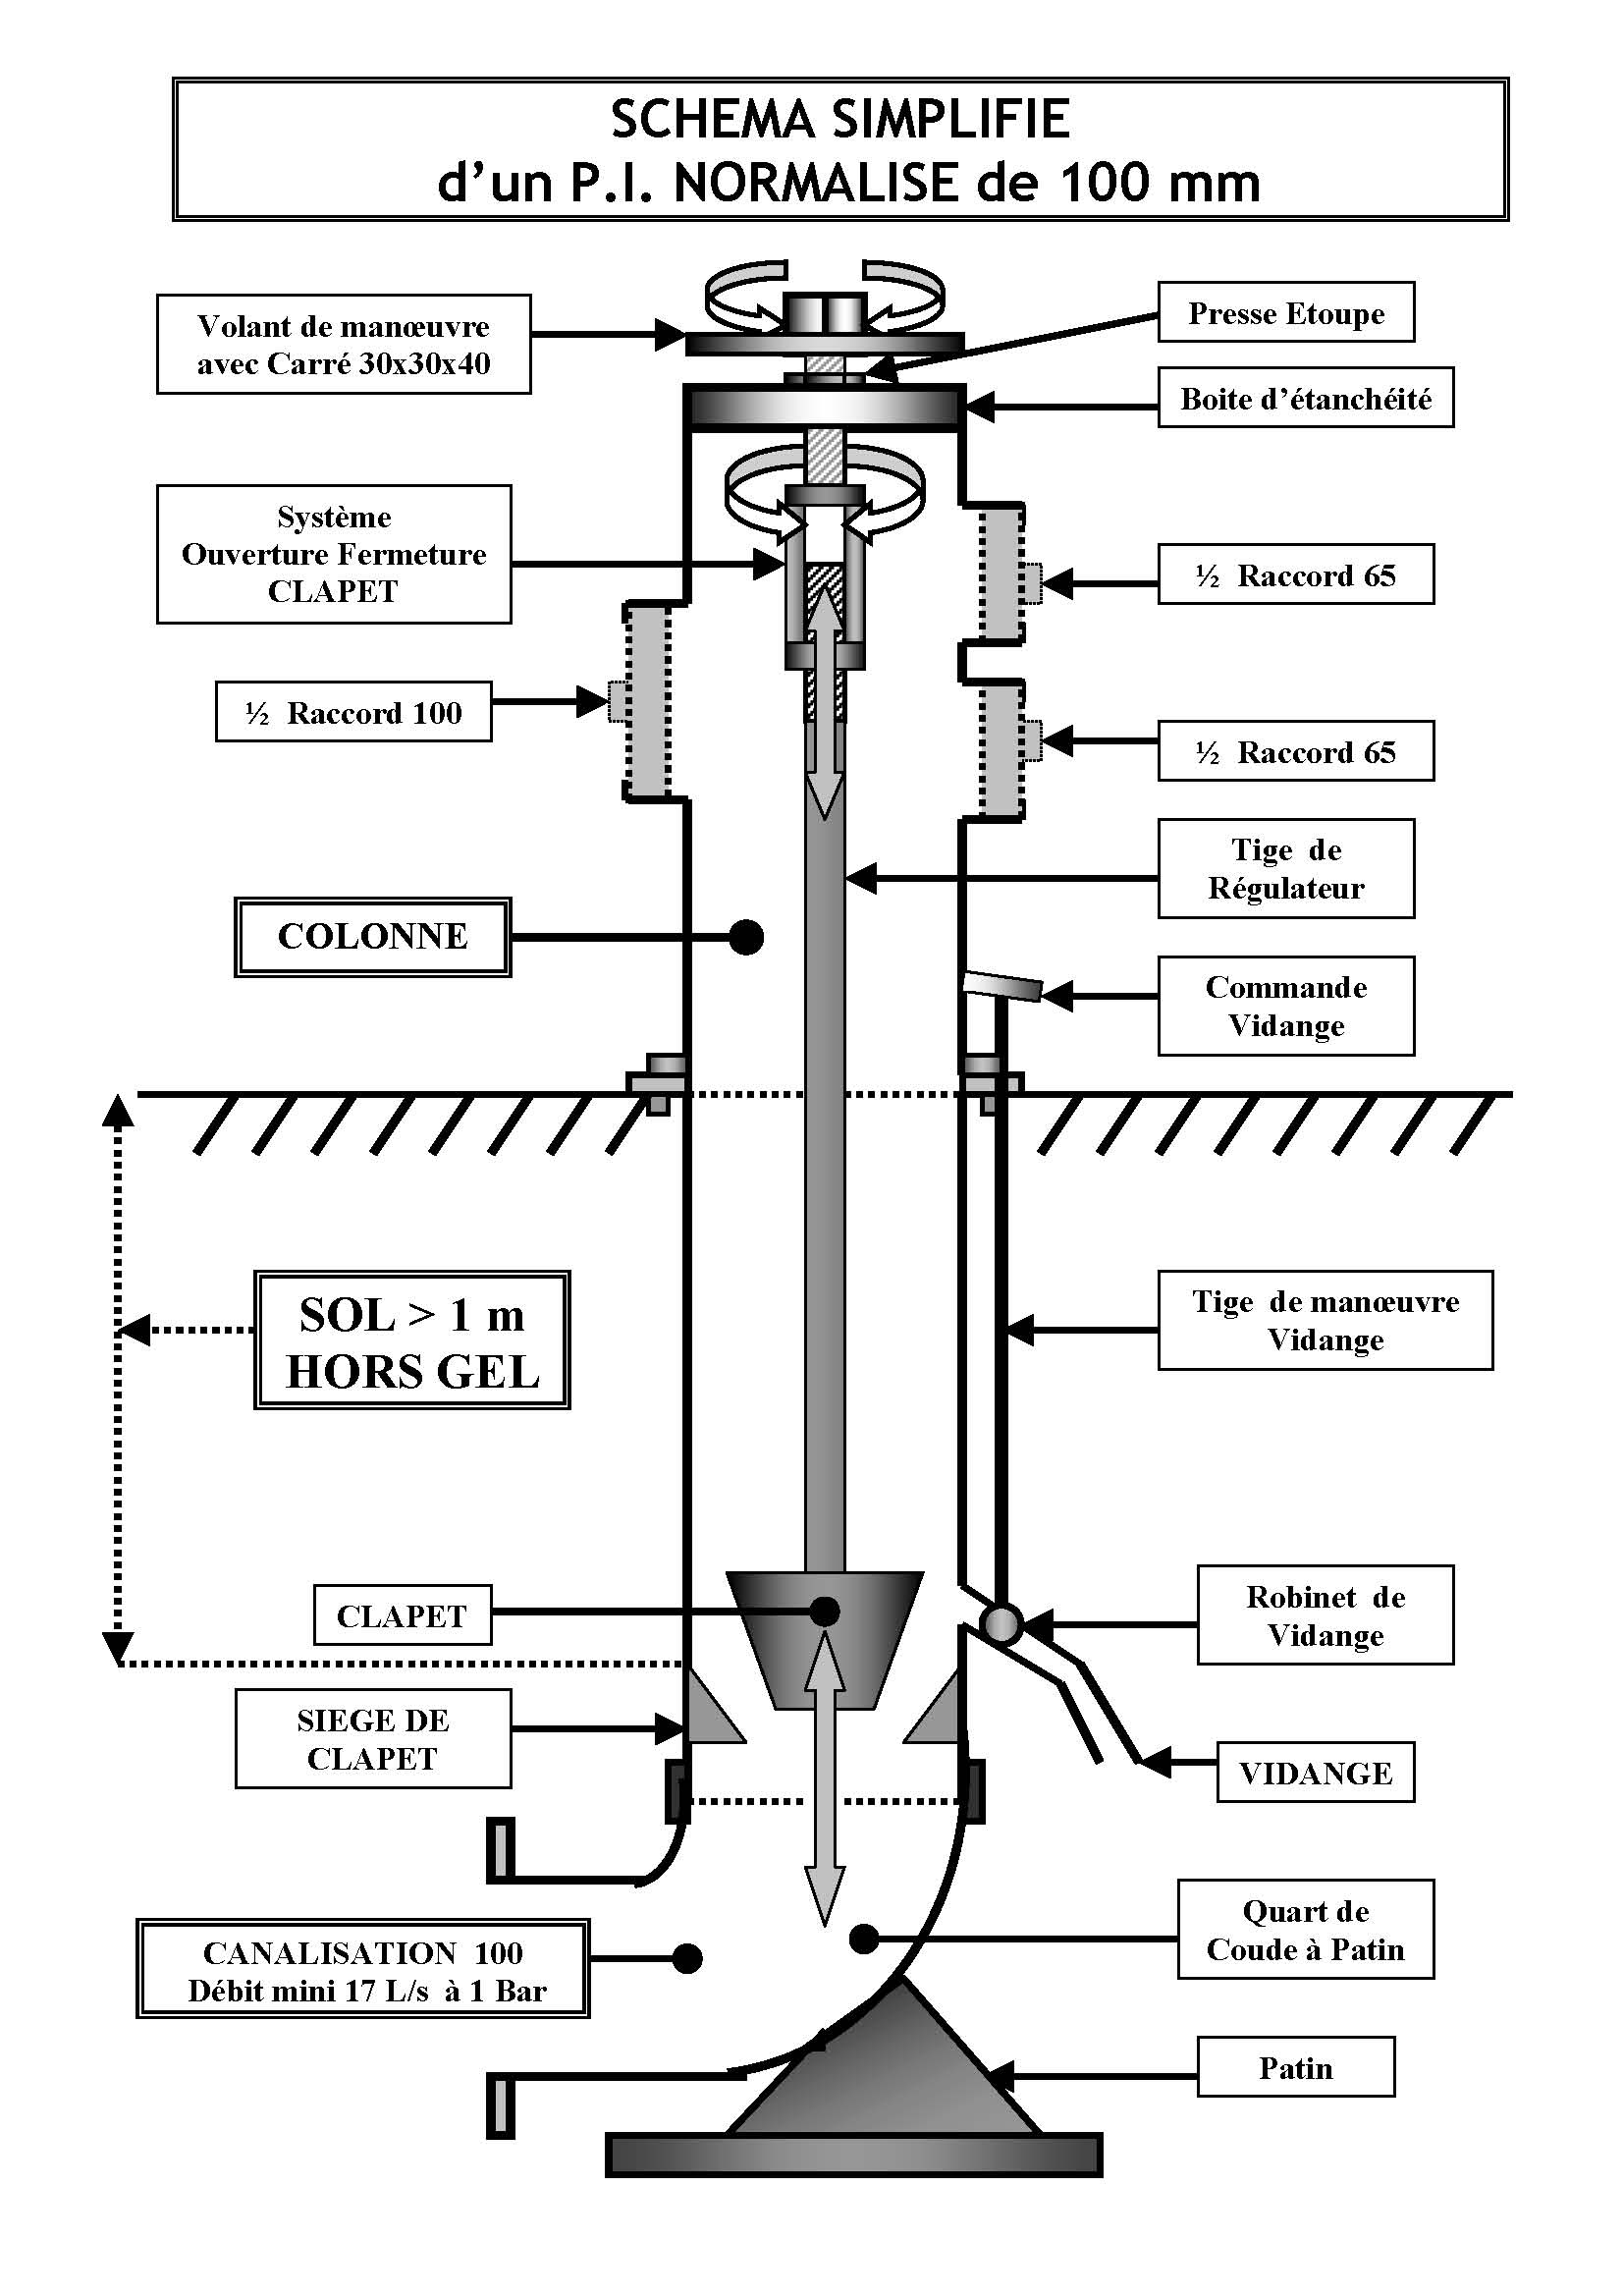 SCHEMA SIMPLIFIE
d’un P.I. NORMALISE de 100 mm
Volant de manœuvre
avec Carré 30x30x40
Presse Etoupe
Boite d’étanchéité
Système
Ouverture Fermeture
CLAPET
½ Raccord 65
½ Raccord 100
½ Raccord 65
Tige de
Régulateur
COLONNE
Commande
Vidange
SOL > 1 m
HORS GEL
Tige de manœuvre
Vidange
CLAPET
Robinet de
Vidange
SIEGE DE
CLAPET
VIDANGE
Quart de
Coude à Patin
CANALISATION 100
Débit mini 17 L/s à 1 Bar
Patin